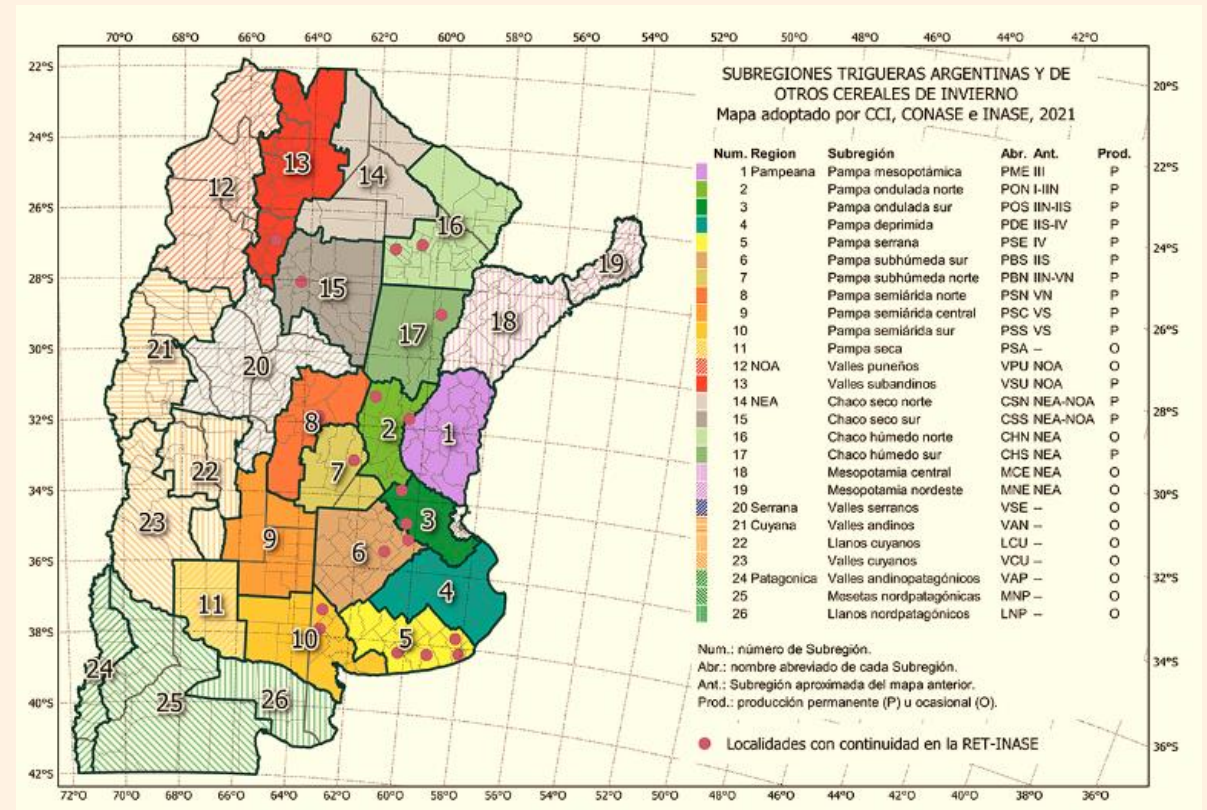 70°O 68°O 66°O 64°O 62°O 60°O 58°O 56°O 54°O 52°O 52°O 50°O 48°O 46°O 44°O 42°O
SUBREGIONES TRIGUERAS ARGENTINAS Y DE
OTROS CEREALES DE INVIERNO
Mapa adoptado por CCI, CONASE e INASE, 2021
Num. Region Subregión Abr. Ant. Prod.
1 Pampeana Pampa mesopotámica PME III P
2 Pampa ondulada norte PON I-IIN P
3 Pampa ondulada sur POS IIN-IIS P
4 Pampa deprimida PDE IIS-IV P
5 Pampa serrana PSE IV P
6 Pampa subhúmeda sur PBS IIS P
7 Pampa subhúmeda norte PBN IIN-VN P
8 Pampa semiárida norte PSN VN P
9 Pampa semiárida central PSC VS P
10 Pampa semiárida sur PSS VS P
11 Pampa seca PSA -- O
12 NOA Valles puneños VPU NOA O
13 Valles subandinos VSU NOA P
14 NEA Chaco seco norte CSN NEA-NOA P
15 Chaco seco sur CSS NEA-NOA P
16 Chaco húmedo norte CHN NEA O
17 Chaco húmedo sur CHS NEA P
18 Mesopotamia central MCE NEA O
19 Mesopotamia nordeste MNE NEA O
20 Serrana Valles serranos VSE -- O
21 Cuyana Valles andinos VAN -- O
22 Llanos cuyanos LCU -- O
23 Valles cuyanos VCU -- O
24 Patagonica Valles andinopatagónicos VAP -- O
25 Mesetas nordpatagónicas MNP -- O
26 Llanos nordpatagónicos LNP -- O
Num.: número de Subregión.
Abr.: nombre abreviado de cada Subregión.
Ant.: Subregión aproximada del mapa anterior.
Prod.: producción permanente (P) u ocasional (O).
Localidades con continuidad en la RET-INASE
22°S
24°S
26°S
28°S
30°S
32°S
34°S
36°S
38°S
40°S
42°S
13
14
12
16
19
15
18
17
21
20
8
2
1
7
22
23
3
9
6
4
11
10
5
24
25
26
20°S
22°S
24°S
26°S
28°S
30°S
32°S
34°S
36°S
72°O 70°O 68°O 66°O 64°O 62°O 60°O 58°O 56°O 54°O 52°O 50°O 48°O 46°O 44°O 42°O 40°O 38°O 36°O